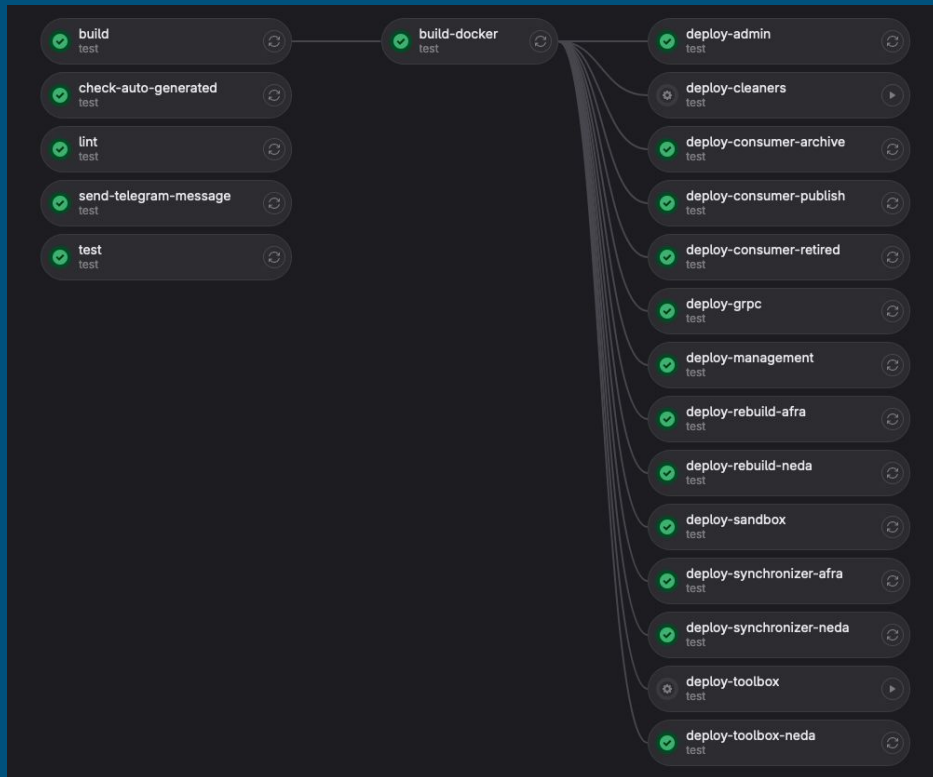 build
test
check-auto-generated
test
lint
test
send-telegram-message
test
test
test
build-docker
test
deploy-admin
test
deploy-cleaners
test
deploy-consumer-archive
test
deploy-consumer-publish
test
deploy-consumer-retired
test
deploy-grpc
test
deploy-management
test
deploy-rebuild-afra
test
deploy-rebuild-neda
test
deploy-sandbox
test
deploy-synchronizer-afra
test
deploy-synchronizer-neda
test
deploy-toolbox
test
deploy-toolbox-neda
test